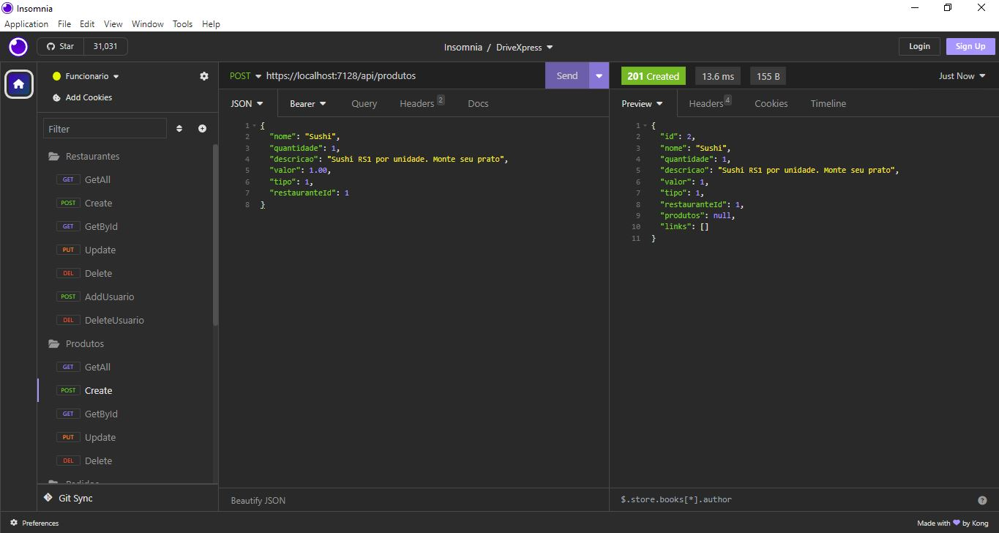 Insomnia
Application File Edit View Window Tools Help
Star 31,031
Insomnia / DriveXpress
Login Sign Up
Funcionario
Add Cookies
Filter
Restaurantes
GET GetAll
POST Create
GET GetById
PUT Update
DEL Delete
POST AddUsuario
DEL DeleteUsuario
Produtos
GET GetAll
POST Create
GET GetById
PUT Update
DEL Delete
Pedidos
Git Sync
POST https://localhost:7128/api/produtos Send
JSON Bearer Query Headers 2 Docs
1 {
2 "nome": "Sushi",
3 "quantidade": 1,
4 "descricao": "Sushi RS1 por unidade. Monte seu prato",
5 "valor": 1.00,
6 "tipo": 1,
7 "restauranteId": 1
8 }
Beautify JSON
201 Created 13.6 ms 155 B Just Now
Preview Headers 4 Cookies Timeline
1 {
2 "id": 2,
3 "nome": "Sushi",
4 "quantidade": 1,
5 "descricao": "Sushi RS1 por unidade. Monte seu prato",
6 "valor": 1,
7 "tipo": 1,
8 "restauranteId": 1,
9 "produtos": null,
10 "links": []
11 }
$.store.books[*].author
Preferences
Made with by Kong